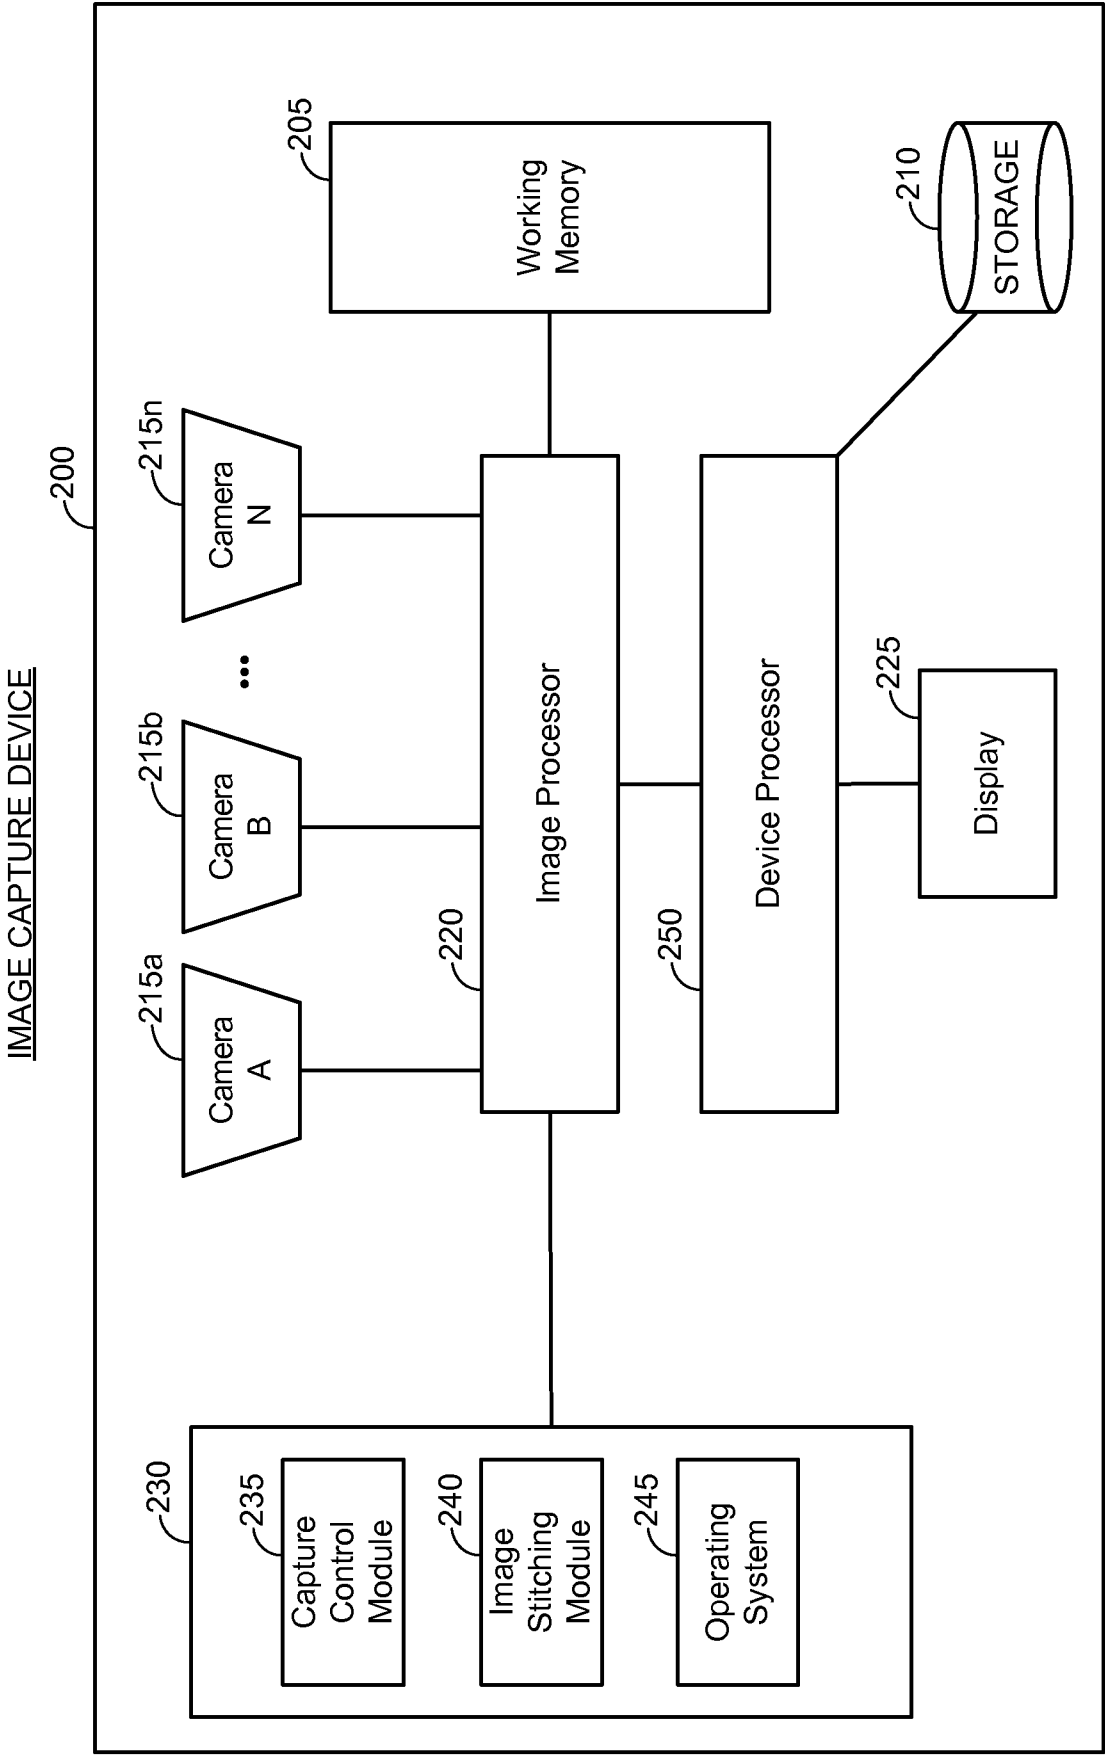 IMAGE CAPTURE DEVICE
200
230
235
Capture
Control
Module
240
Image
Stitching
Module
245
Operating
System
215a
Camera
A
215b
Camera
B
...
215n
Camera
N
220
Image Processor
250
Device Processor
205
Working
Memory
225
Display
210
STORAGE